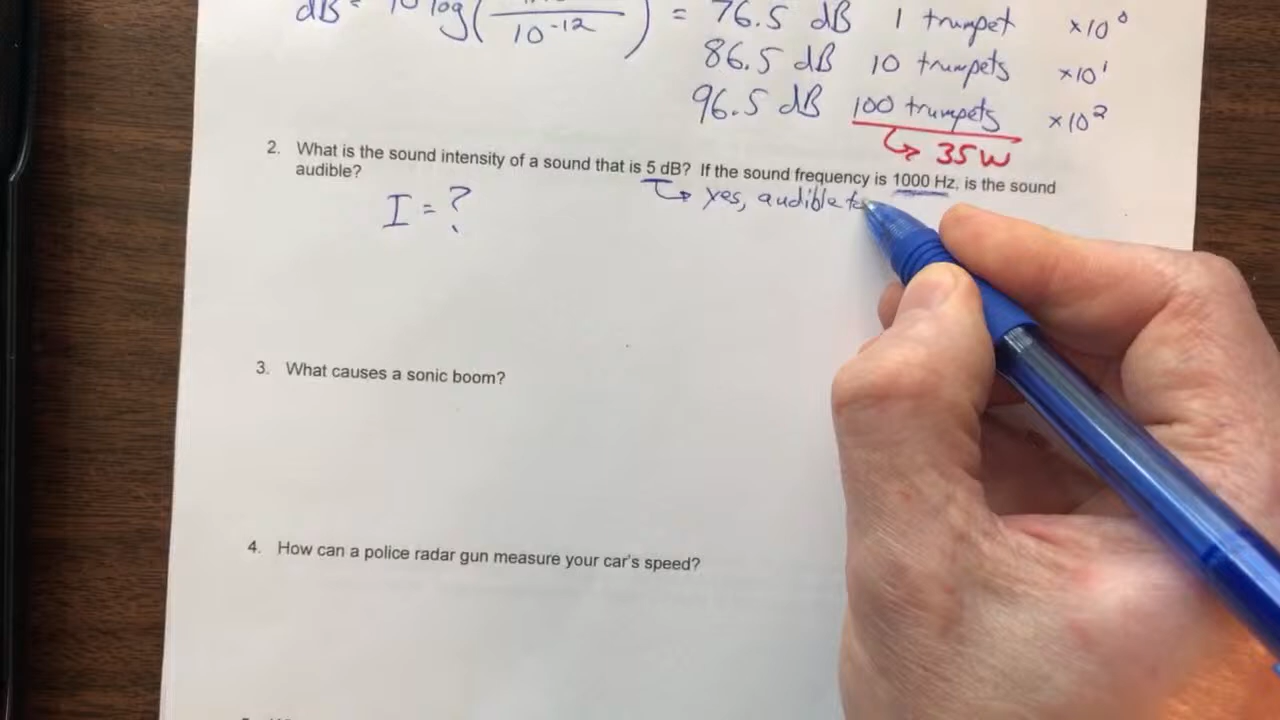 dB = 10 log( / 10⁻¹² ) = 76.5 dB 1 trumpet ×10⁰
86.5 dB 10 trumpets ×10¹
96.5 dB 100 trumpets ×10²
↳ 35W
2. What is the sound intensity of a sound that is 5 dB? If the sound frequency is 1000 Hz, is the sound
audible?
I = ?
↳ yes, audible
3. What causes a sonic boom?
4. How can a police radar gun measure your car's speed?